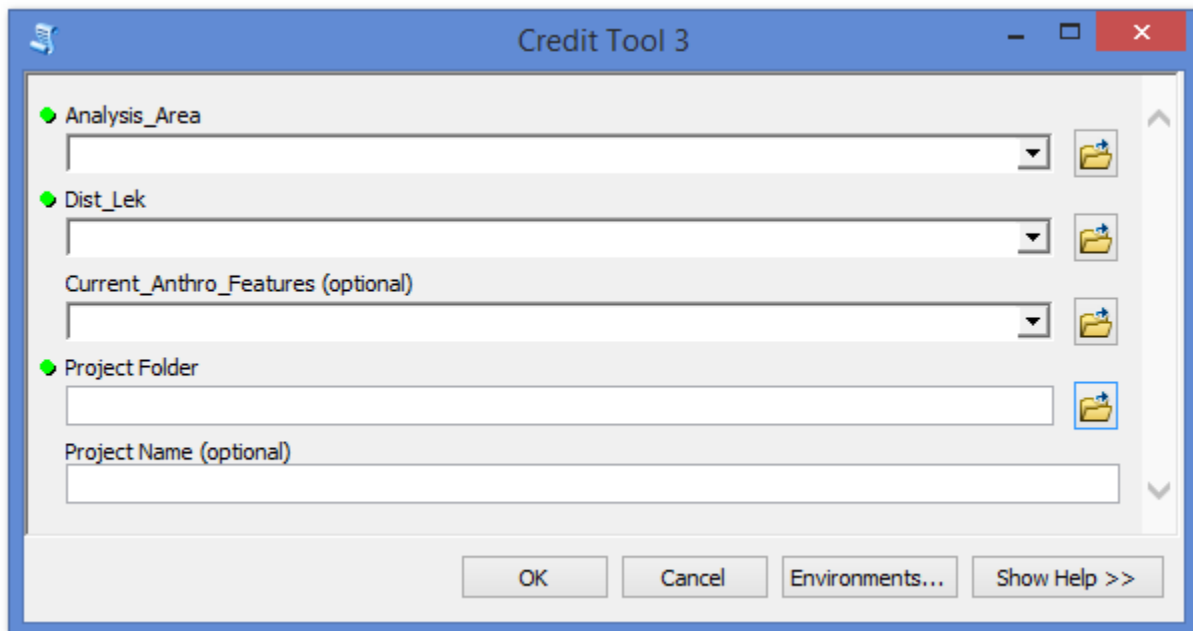 Credit Tool 3
Analysis_Area
Dist_Lek
Current_Anthro_Features (optional)
Project Folder
Project Name (optional)
OK Cancel Environments... Show Help >>